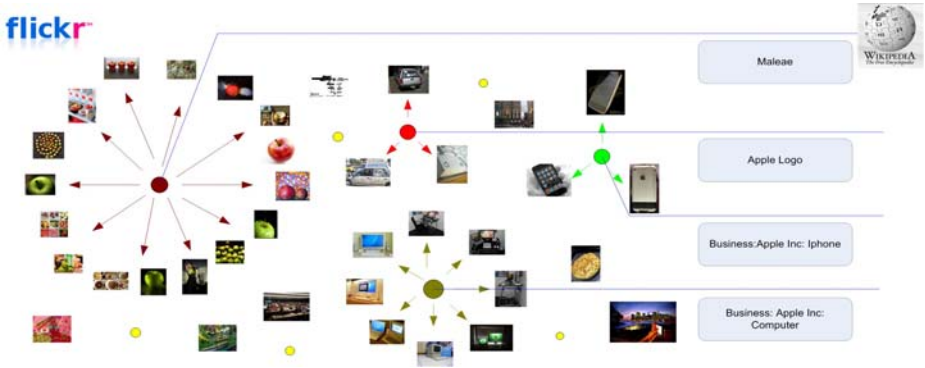 flickr
WIKIPEDIA
The Free Encyclopedia
Maleae
Apple Logo
Business:Apple Inc: Iphone
Business: Apple Inc:
Computer